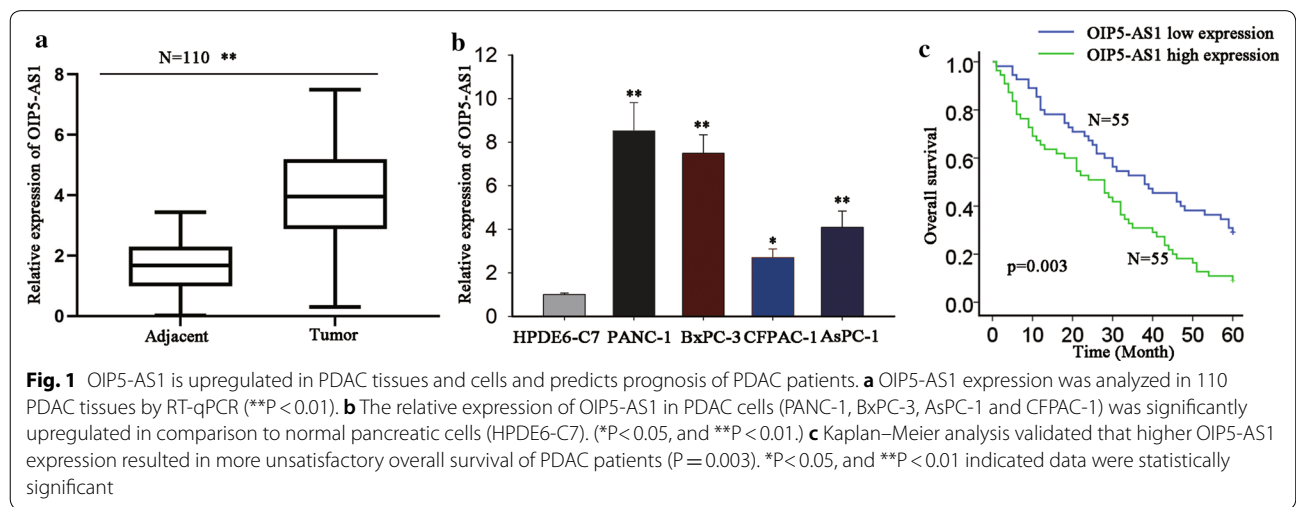 a
N=110 **
Relative expression of OIP5-AS1
8
6
4
2
0
Adjacent Tumor
b
Relative expression of OIP5-AS1
12
10
8
6
4
2
0
**
**
*
**
HPDE6-C7 PANC-1 BxPC-3 CFPAC-1 AsPC-1
c
OIP5-AS1 low expression
OIP5-AS1 high expression
Overall survival
1.0
0.8
0.6
0.4
0.2
0.0
N=55
N=55
p=0.003
0 10 20 30 40 50 60
Time (Month)
Fig. 1 OIP5-AS1 is upregulated in PDAC tissues and cells and predicts prognosis of PDAC patients. a OIP5-AS1 expression was analyzed in 110
PDAC tissues by RT-qPCR (**P < 0.01). b The relative expression of OIP5-AS1 in PDAC cells (PANC-1, BxPC-3, AsPC-1 and CFPAC-1) was significantly
upregulated in comparison to normal pancreatic cells (HPDE6-C7). (*P < 0.05, and **P < 0.01.) c Kaplan–Meier analysis validated that higher OIP5-AS1
expression resulted in more unsatisfactory overall survival of PDAC patients (P = 0.003). *P < 0.05, and **P < 0.01 indicated data were statistically
significant